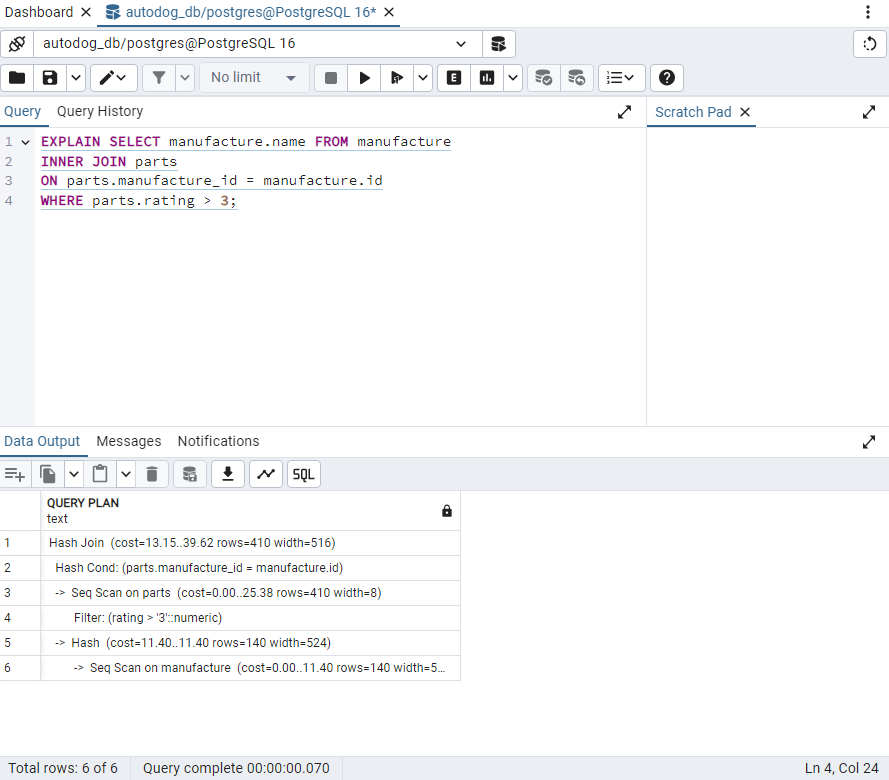 Dashboard
autodog_db/postgres@PostgreSQL 16*
autodog_db/postgres@PostgreSQL 16
No limit
E
Query
Query History
Scratch Pad
1 EXPLAIN SELECT manufacture.name FROM manufacture
2 INNER JOIN parts
3 ON parts.manufacture_id = manufacture.id
4 WHERE parts.rating > 3;
Data Output
Messages
Notifications
SQL
QUERY PLAN
text
1 Hash Join (cost=13.15..39.62 rows=410 width=516)
2 Hash Cond: (parts.manufacture_id = manufacture.id)
3 -> Seq Scan on parts (cost=0.00..25.38 rows=410 width=8)
4 Filter: (rating > '3'::numeric)
5 -> Hash (cost=11.40..11.40 rows=140 width=524)
6 -> Seq Scan on manufacture (cost=0.00..11.40 rows=140 width=5...
Total rows: 6 of 6
Query complete 00:00:00.070
Ln 4, Col 24